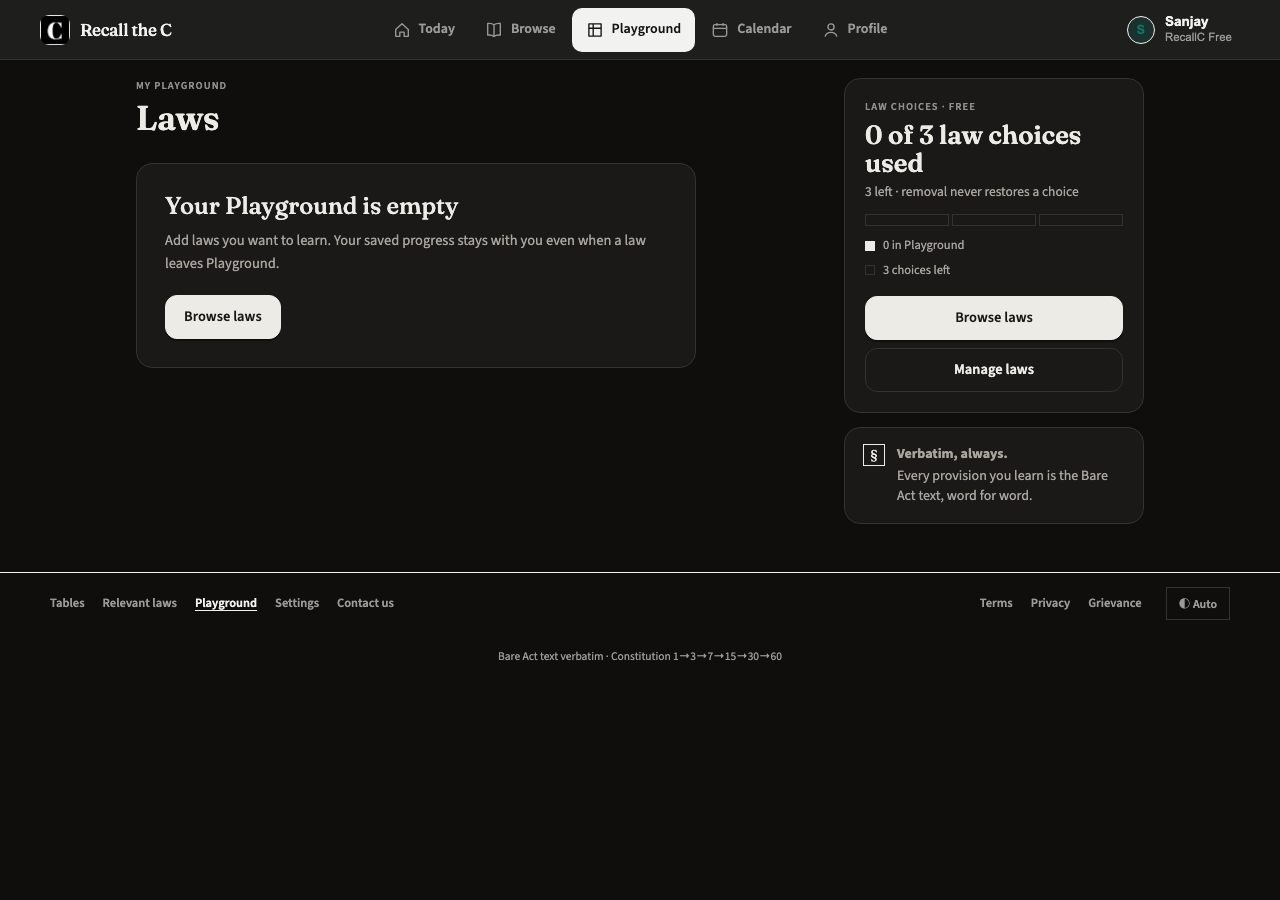 C Recall the C
Today
Browse
Playground
Calendar
Profile
S
Sanjay
RecallC Free
MY PLAYGROUND
Laws
Your Playground is empty
Add laws you want to learn. Your saved progress stays with you even when a law
leaves Playground.
Browse laws
LAW CHOICES · FREE
0 of 3 law choices
used
3 left · removal never restores a choice
0 in Playground
3 choices left
Browse laws
Manage laws
§ Verbatim, always.
Every provision you learn is the Bare
Act text, word for word.
Tables Relevant laws Playground Settings Contact us
Terms Privacy Grievance Auto
Bare Act text verbatim · Constitution 1→3→7→15→30→60